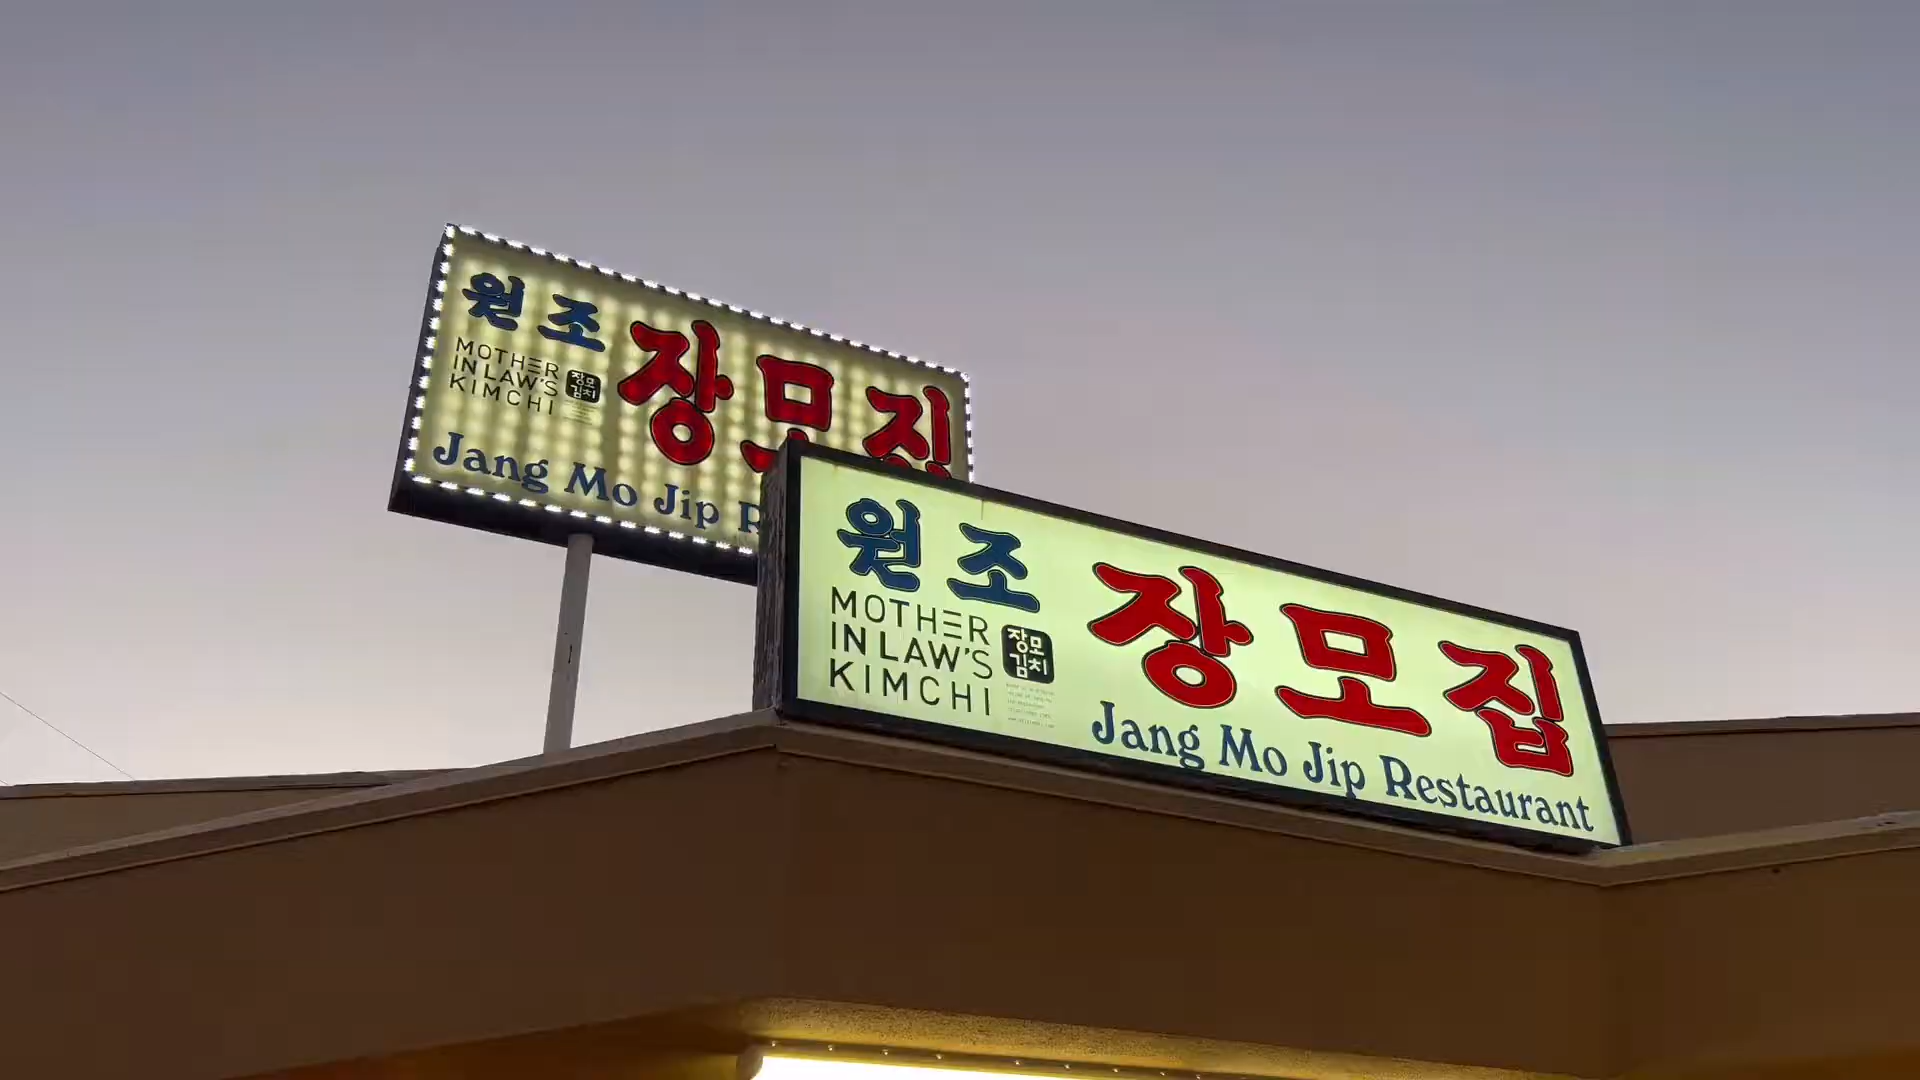 원조 장모집
MOTHER
IN LAW'S
KIMCHI
장모
김치
Jang Mo Jip
원조 장모집
MOTHER
IN LAW'S
KIMCHI
장모
김치
Jang Mo Jip Restaurant